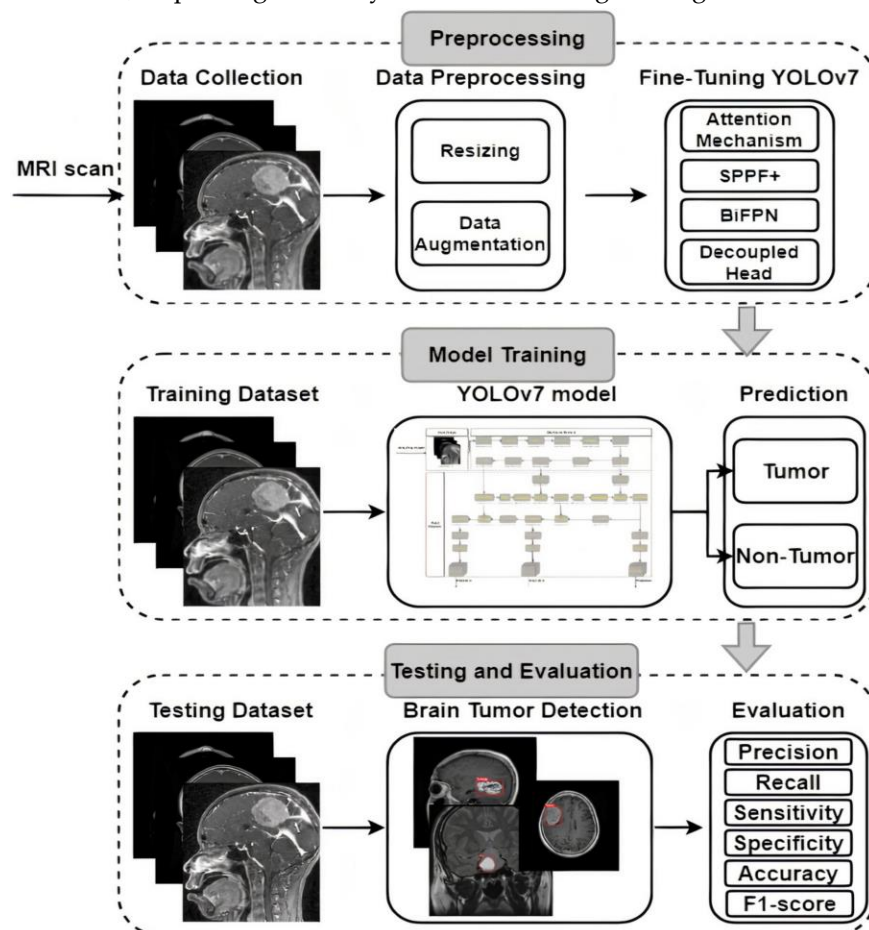 Preprocessing
Data Collection
Data Preprocessing
Fine-Tuning YOLOv7
MRI scan
Resizing
Data
Augmentation
Attention
Mechanism
SPPF+
BiFPN
Decoupled
Head
Model Training
Training Dataset
YOLOv7 model
Prediction
Tumor
Non-Tumor
Testing and Evaluation
Testing Dataset
Brain Tumor Detection
Evaluation
Precision
Recall
Sensitivity
Specificity
Accuracy
F1-score